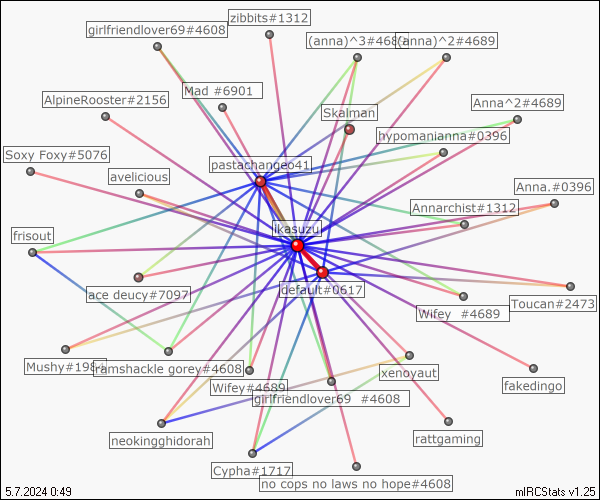 zibbits#1312
girlfriendlover69#4608
(anna)^3#4689
(anna)^2#4689
Mad #6901
AlpineRooster#2156
Anna^2#4689
Skalman
hypomanianna#0396
Soxy Foxy#5076
pastachange041
avelicious
Anna.#0396
Annarchist#1312
ikasuzu
frisout
ace deucy#7097
default#0617
Toucan#2473
Wifey #4689
Mushy#198
ramshackle gorey#4608
xenoyaut
Wifey#4689
fakedingo
girlfriendlover69 #4608
neokingghidorah
rattgaming
Cypha#1717
no cops no laws no hope#4608
5.7.2024 0:49
mIRCStats v1.25